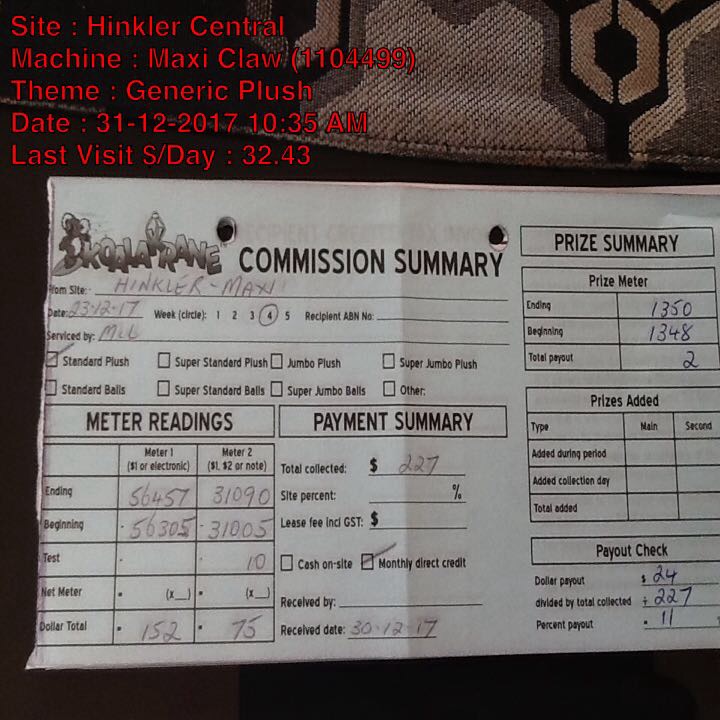 Site : Hinkler Central
Machine : Maxi Claw (1104499)
Theme : Generic Plush
Date : 31-12-2017 10:35 AM
Last Visit $/Day : 32.43
KOALA KRANE
COMMISSION SUMMARY
From Site: HINKLER-MAXI
Date: 23-12-17 Week (circle): 1 2 3 4 5 Recipient ABN No:
Serviced by:
Standard Plush Super Standard Plush Jumbo Plush Super Jumbo Plush
Standard Balls Super Standard Balls Super Jumbo Balls Other:
METER READINGS
Meter 1 Meter 2
($1 or electronic) ($1, $2 or note)
Ending 56457 31090
Beginning - 56305 - 31005
Test - 10
Net Meter = (x__) = (x__)
Dollar Total = 152 = 75
PAYMENT SUMMARY
Total collected: $ 227
Site percent: %
Lease fee incl GST: $
Cash on-site Monthly direct credit
Received by:
Received date: 30-12-17
PRIZE SUMMARY
Prize Meter
Ending 1350
Beginning 1348
Total payout 2
Prizes Added
Type Main Second
Added during period
Added collection day
Total added
Payout Check
Dollar payout $ 24
divided by total collected ÷ 227
Percent payout = 11